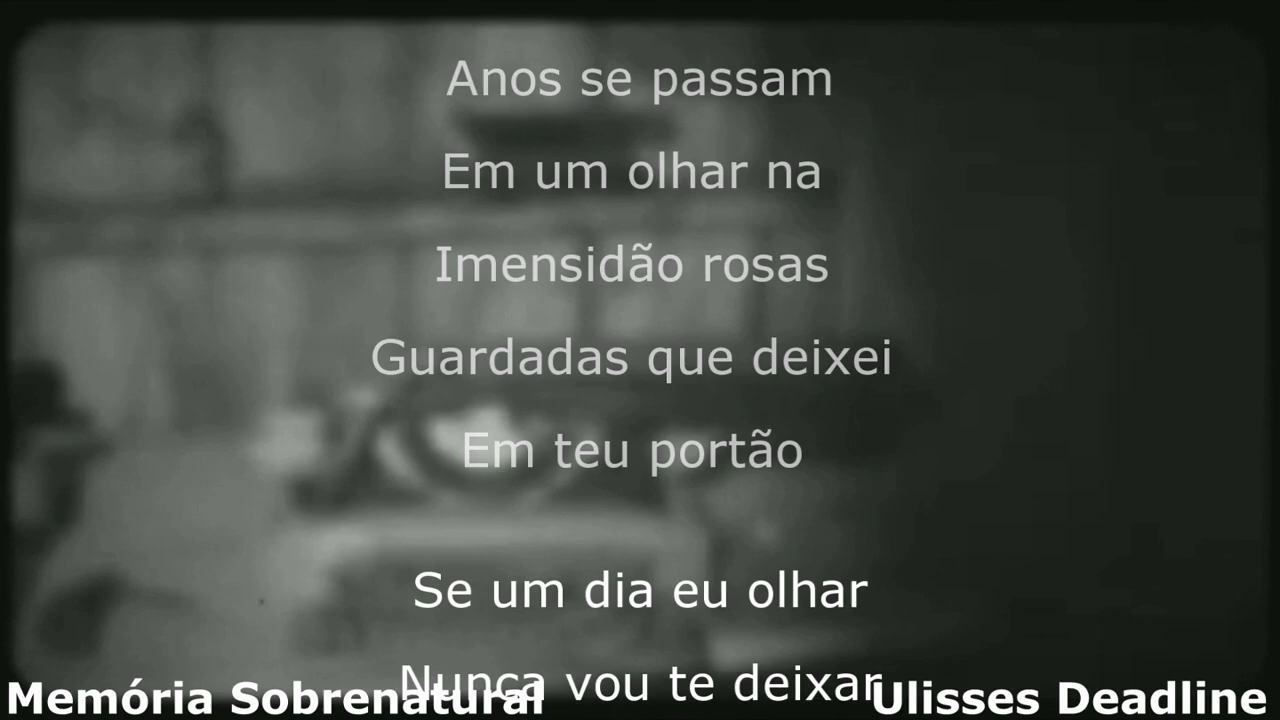 Anos se passam
Em um olhar na
Imensidão rosas
Guardadas que deixei
Em teu portão
Se um dia eu olhar
Nunca vou te deixar
Memória Sobrenatural
Ulisses Deadline